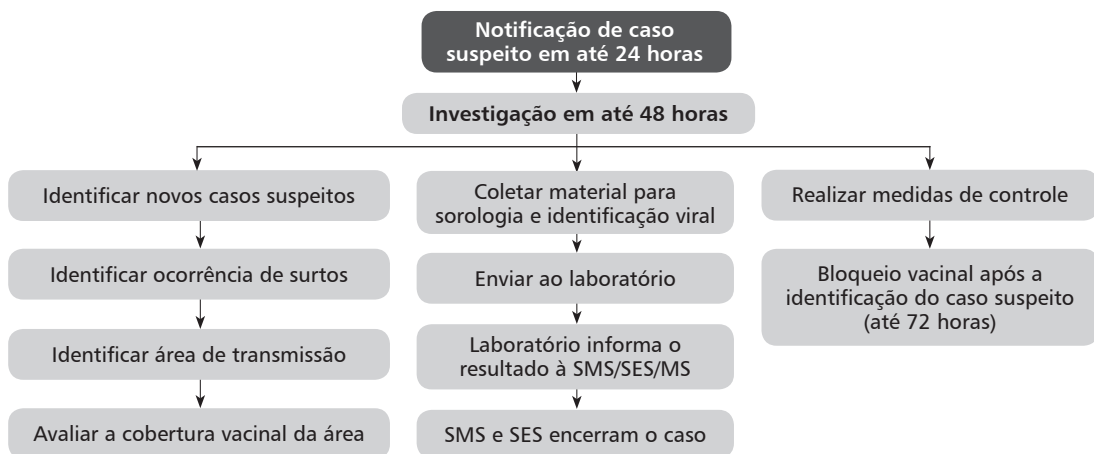 Notificação de caso
suspeito em até 24 horas
Investigação em até 48 horas
Identificar novos casos suspeitos
Identificar ocorrência de surtos
Identificar área de transmissão
Avaliar a cobertura vacinal da área
Coletar material para
sorologia e identificação viral
Enviar ao laboratório
Laboratório informa o
resultado à SMS/SES/MS
SMS e SES encerram o caso
Realizar medidas de controle
Bloqueio vacinal após a
identificação do caso suspeito
(até 72 horas)